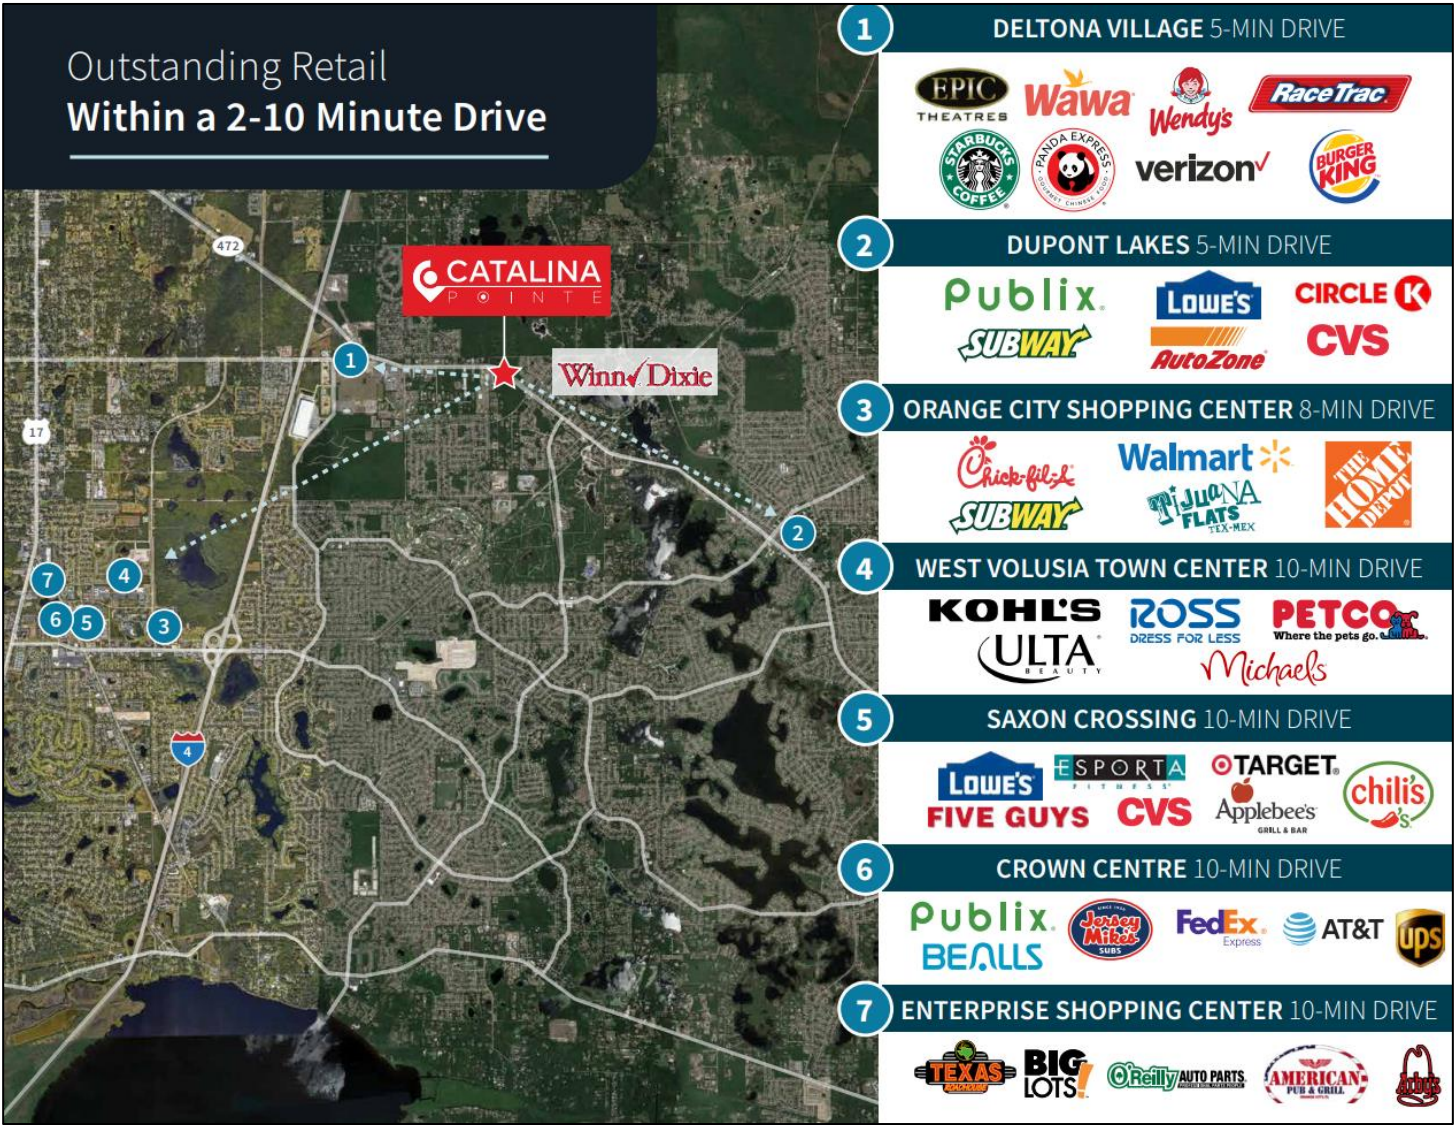 Outstanding Retail
Within a 2-10 Minute Drive
472
CATALINA
POINTE
1
Winn Dixie
17
2
7
4
6
5
3
4
1
DELTONA VILLAGE 5-MIN DRIVE
EPIC
THEATRES
Wawa
Wendy's
RaceTrac
STARBUCKS
COFFEE
PANDA EXPRESS
GOURMET CHINESE FOOD
verizon
BURGER
KING
2
DUPONT LAKES 5-MIN DRIVE
Publix
LOWE'S
CIRCLE K
SUBWAY
AutoZone
CVS
3
ORANGE CITY SHOPPING CENTER 8-MIN DRIVE
Chick-fil-A
Walmart
THE
HOME
DEPOT
SUBWAY
TiJuaNA
FLATS
TEX-MEX
4
WEST VOLUSIA TOWN CENTER 10-MIN DRIVE
KOHL'S
ROSS
DRESS FOR LESS
PETCO
Where the pets go.
ULTA
BEAUTY
Michaels
5
SAXON CROSSING 10-MIN DRIVE
LOWE'S
ESPORTA
FITNESS
TARGET
chili's
FIVE GUYS
CVS
Applebee's
GRILL & BAR
6
CROWN CENTRE 10-MIN DRIVE
Publix
Jersey
Mike's
SUBS
FedEx
Express
AT&T
ups
BEALLS
7
ENTERPRISE SHOPPING CENTER 10-MIN DRIVE
TEXAS
ROADHOUSE
BIG
LOTS!
O'Reilly AUTO PARTS
AMERICAN
PUB & GRILL
Arby's